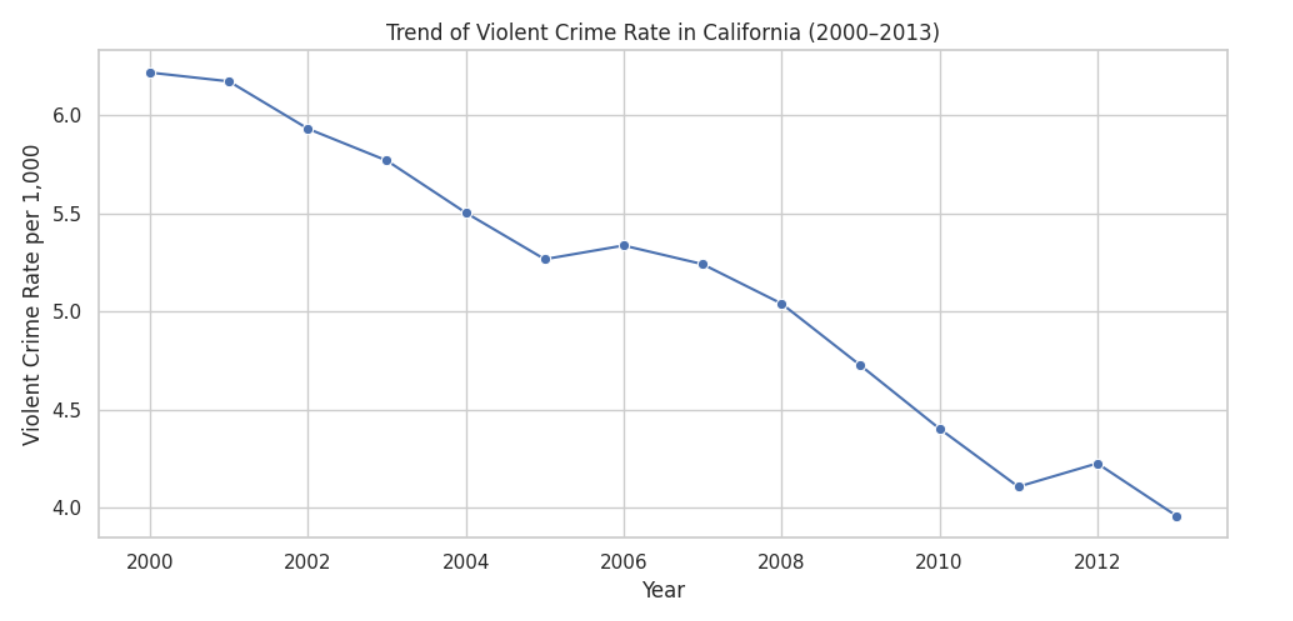 Trend of Violent Crime Rate in California (2000–2013)
Violent Crime Rate per 1,000
6.0
5.5
5.0
4.5
4.0
2000 2002 2004 2006 2008 2010 2012
Year